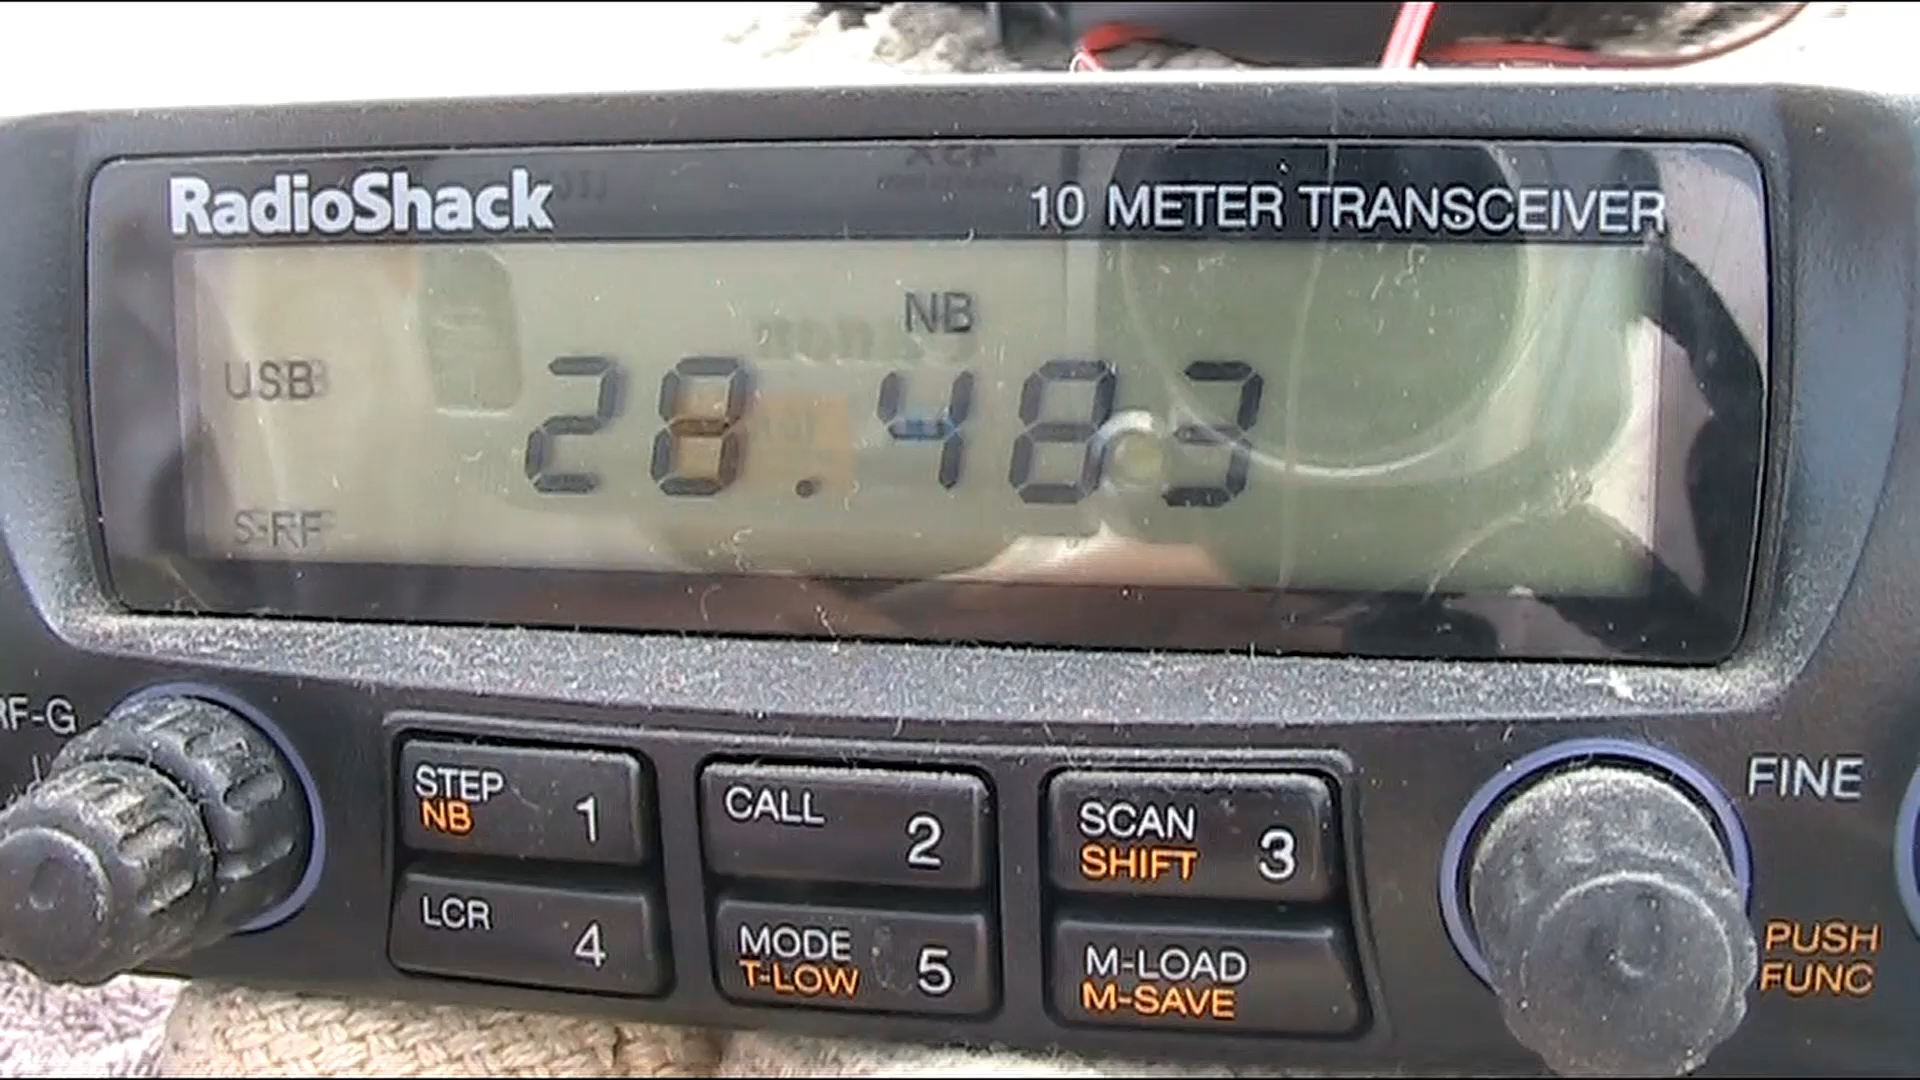 RadioShack 10 METER TRANSCEIVER
NB
USB
28.483
S-RF
RF-G
FINE
STEP
NB 1
CALL 2
SCAN
SHIFT 3
LCR 4
MODE
T-LOW 5
M-LOAD
M-SAVE
PUSH
FUNC